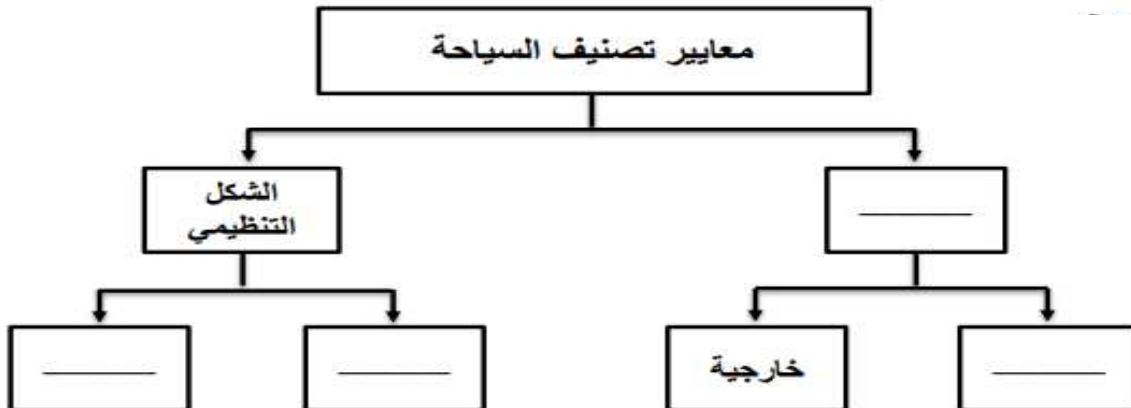 معايير تصنيف السياحة
الشكل
التنظيمي
خارجية